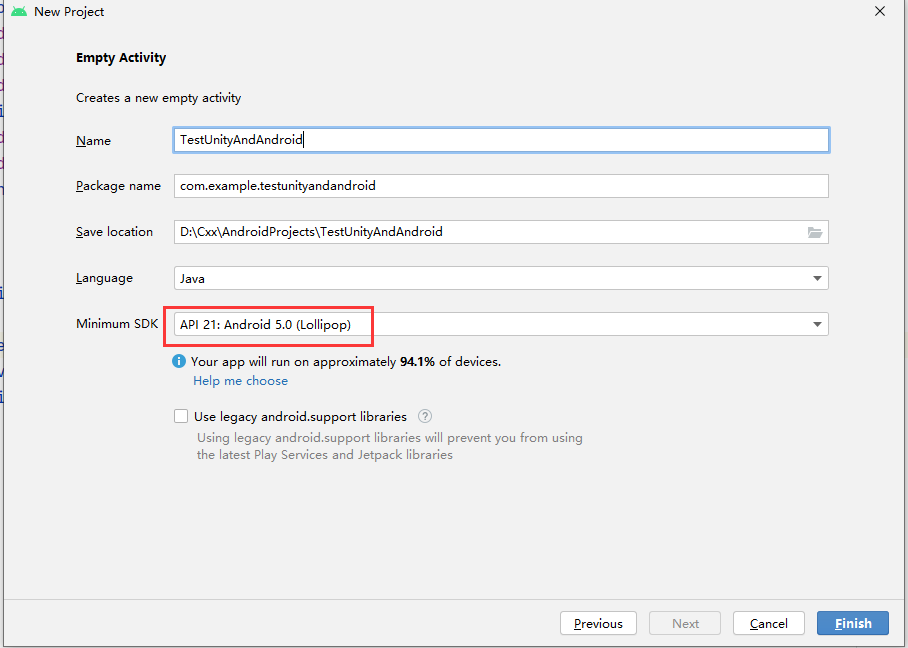 New Project
Empty Activity
Creates a new empty activity
Name TestUnityAndAndroid
Package name com.example.testunityandandroid
Save location D:\Cxx\AndroidProjects\TestUnityAndAndroid
Language Java
Minimum SDK API 21: Android 5.0 (Lollipop)
Your app will run on approximately 94.1% of devices.
Help me choose
Use legacy android.support libraries ?
Using legacy android.support libraries will prevent you from using
the latest Play Services and Jetpack libraries
Previous Next Cancel Finish